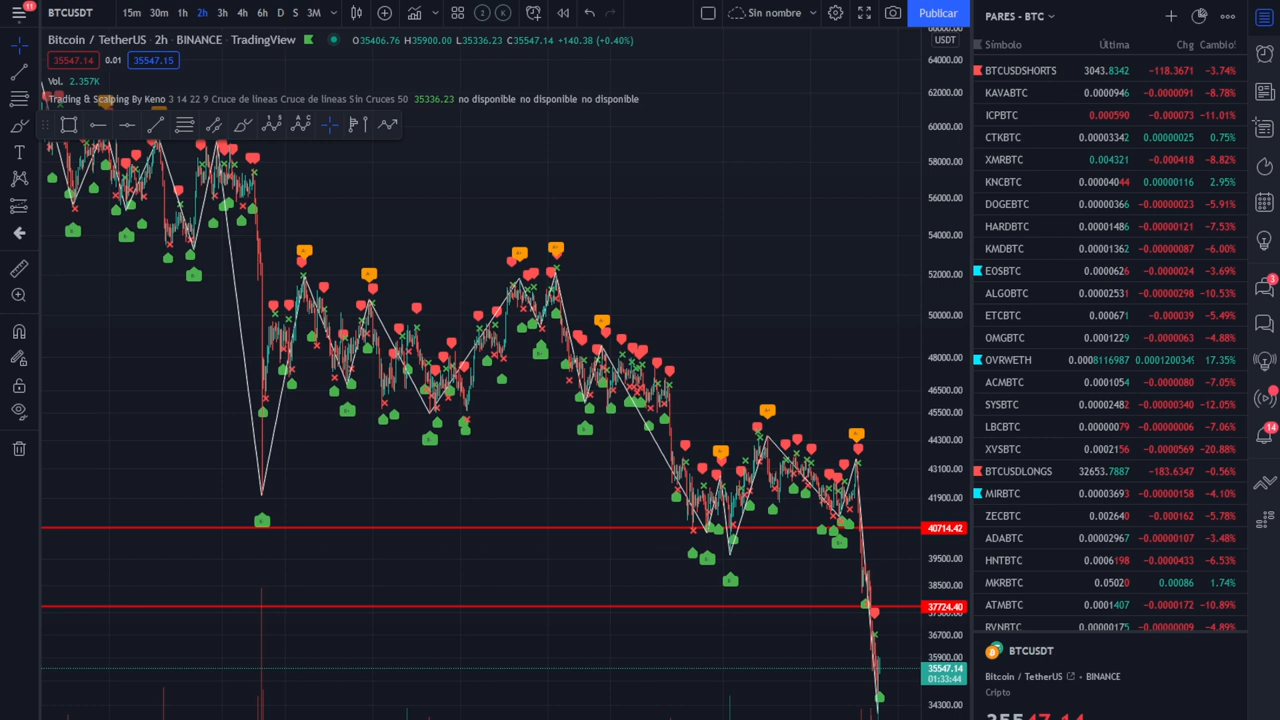 11
BTCUSDT
15m 30m 1h 2h 3h 4h 6h D S 3M
2 K
Sin nombre
Publicar
Bitcoin / TetherUS · 2h · BINANCE · TradingView O35406.76 H35900.00 L35336.23 C35547.14 +140.38 (+0.40%)
35547.14 0.01 35547.15
Vol. 2.357K
Trading & Scalping By Keno 3 14 22 9 Cruce de lineas Cruce de lineas Sin Cruces 50 35336.23 no disponible no disponible no disponible
USDT
64000.00
62000.00
60000.00
58000.00
56000.00
54000.00
52000.00
50000.00
48000.00
46500.00
45500.00
44300.00
43100.00
41900.00
40714.42
39500.00
38500.00
37724.40
36700.00
35900.00
35547.14
01:33:44
34300.00
PARES - BTC
Símbolo Última Chg Cambio%
BTCUSDSHORTS 3043.8342 −118.3671 −3.74%
KAVABTC 0.0000946 −0.000091 −8.78%
ICPBTC 0.000590 −0.000073 −11.01%
CTKBTC 0.00003342 0.00000025 0.75%
XMRBTC 0.004321 −0.000418 −8.82%
KNCBTC 0.00004044 0.00000116 2.95%
DOGEBTC 0.00000366 −0.00000023 −5.91%
HARDBTC 0.00001486 −0.00000121 −7.53%
KMDBTC 0.00001362 −0.00000087 −6.00%
EOSBTC 0.0000626 −0.0000024 −3.69%
ALGOBTC 0.00002531 −0.00000298 −10.53%
ETCBTC 0.000671 −0.000039 −5.49%
OMGBTC 0.0001229 −0.0000063 −4.88%
OVRWETH 0.0008116987 0.0001200349 17.35%
ACMBTC 0.0001054 −0.0000080 −7.05%
SYSBTC 0.00002482 −0.00000340 −12.05%
LBCBTC 0.00000079 −0.00000006 −7.06%
XVSBTC 0.0002156 −0.0000569 −20.88%
BTCUSDLONGS 32653.7887 −183.6347 −0.56%
MIRBTC 0.00003693 −0.00000158 −4.10%
ZECBTC 0.002640 −0.000162 −5.78%
ADABTC 0.00002967 −0.00000107 −3.48%
HNTBTC 0.0006198 −0.0000433 −6.53%
MKRBTC 0.05020 0.00086 1.74%
ATMBTC 0.0001407 −0.0000172 −10.89%
RVNBTC 0.00000175 −0.00000009 −4.89%
BTCUSDT
Bitcoin / TetherUS · BINANCE
Cripto
35547.14
3
14